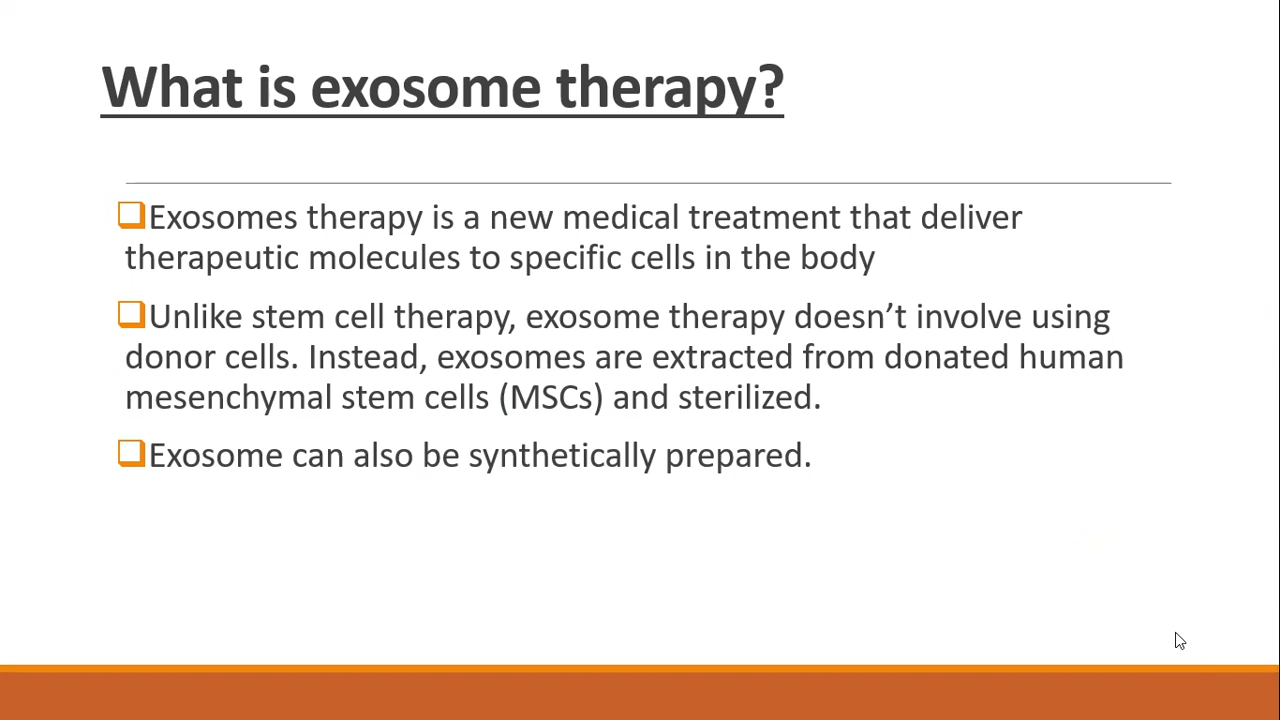 What is exosome therapy?
Exosomes therapy is a new medical treatment that deliver
therapeutic molecules to specific cells in the body
Unlike stem cell therapy, exosome therapy doesn’t involve using
donor cells. Instead, exosomes are extracted from donated human
mesenchymal stem cells (MSCs) and sterilized.
Exosome can also be synthetically prepared.